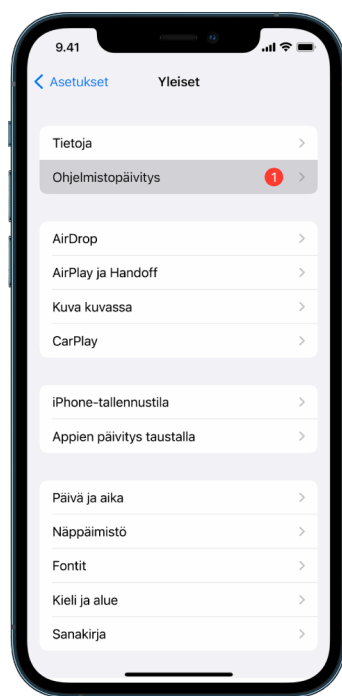 9.41
Asetukset
Yleiset
Tietoja
Ohjelmistopäivitys 1
AirDrop
AirPlay ja Handoff
Kuva kuvassa
CarPlay
iPhone-tallennustila
Appien päivitys taustalla
Päivä ja aika
Näppäimistö
Fontit
Kieli ja alue
Sanakirja